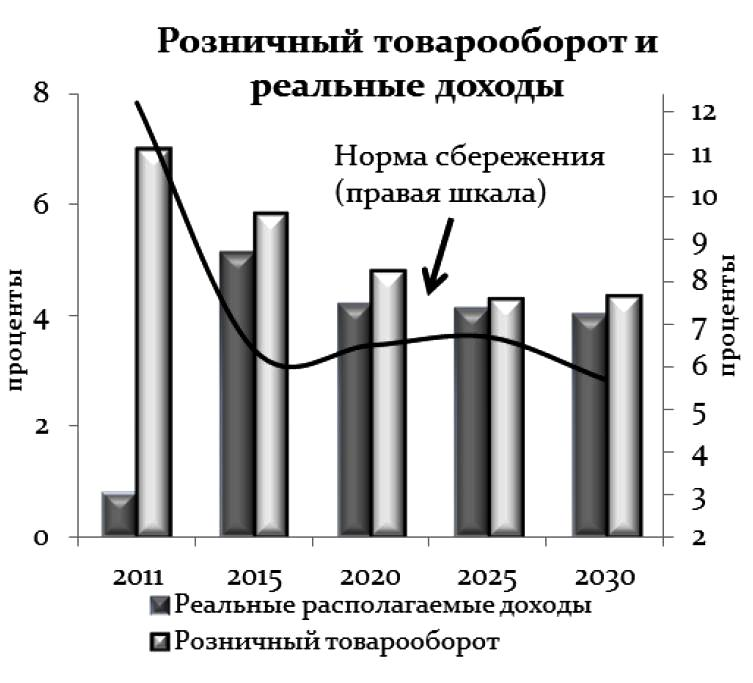 Розничный товарооборот и
реальные доходы
Норма сбережения
(правая шкала)
проценты
8
6
4
2
0
12
11
10
9
8
7
6
5
4
3
2
проценты
2011 2015 2020 2025 2030
Реальные располагаемые доходы
Розничный товарооборот